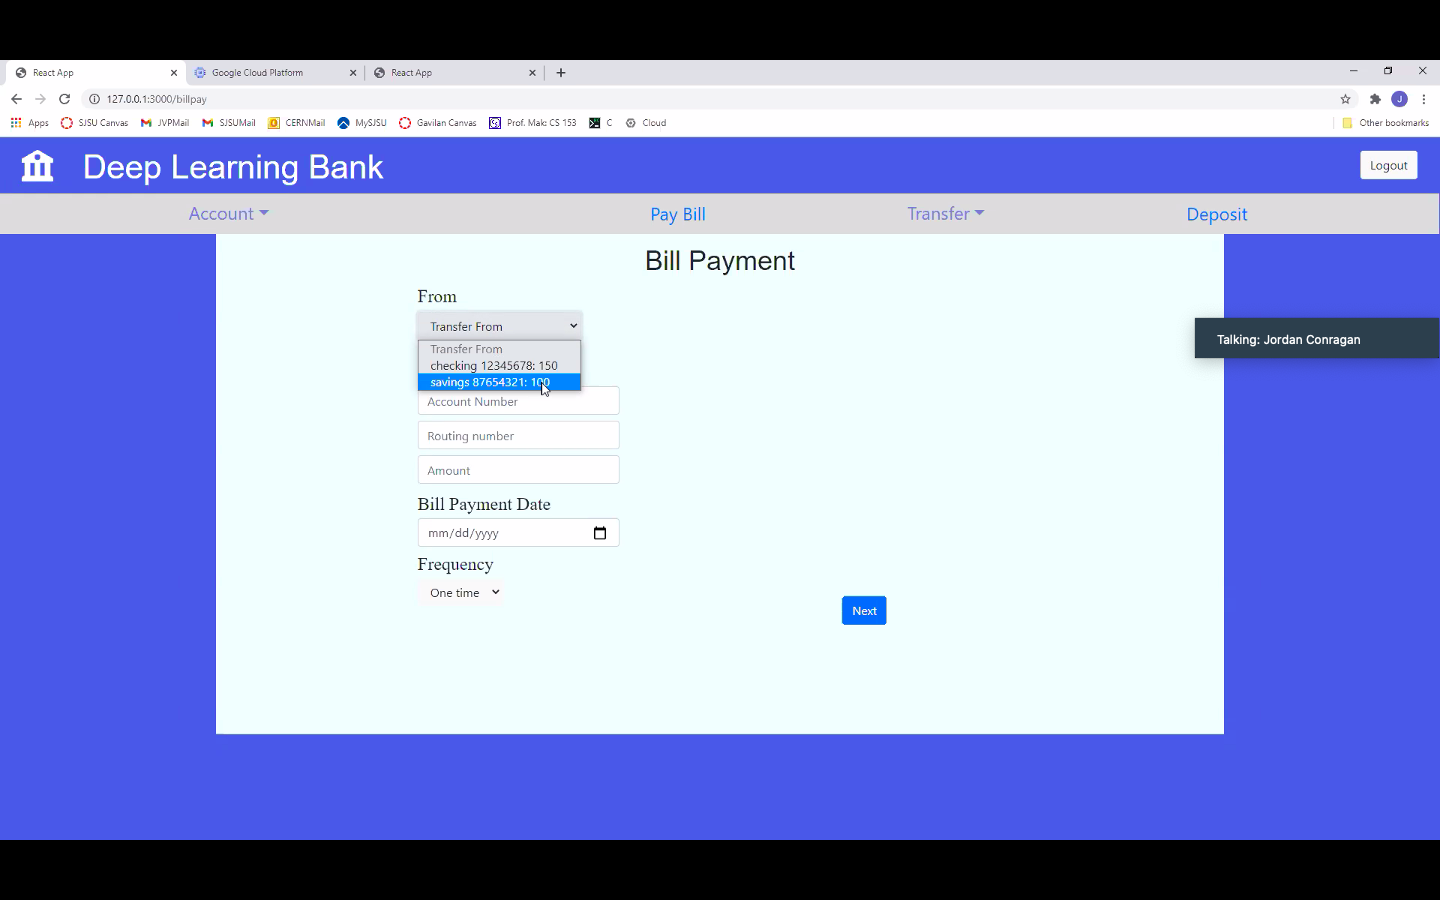 React App
Google Cloud Platform
React App
127.0.0.1:3000/billpay
Apps
SJSU Canvas
JVPMail
SJSUMail
CERNMail
MySJSU
Gavilan Canvas
Prof. Mak: CS 153
C
Cloud
Other bookmarks
Deep Learning Bank
Logout
Account
Pay Bill
Transfer
Deposit
Bill Payment
From
Transfer From
Transfer From
checking 12345678: 150
savings 87654321: 100
Account Number
Routing number
Amount
Bill Payment Date
mm/dd/yyyy
Frequency
One time
Next
Talking: Jordan Conragan
J